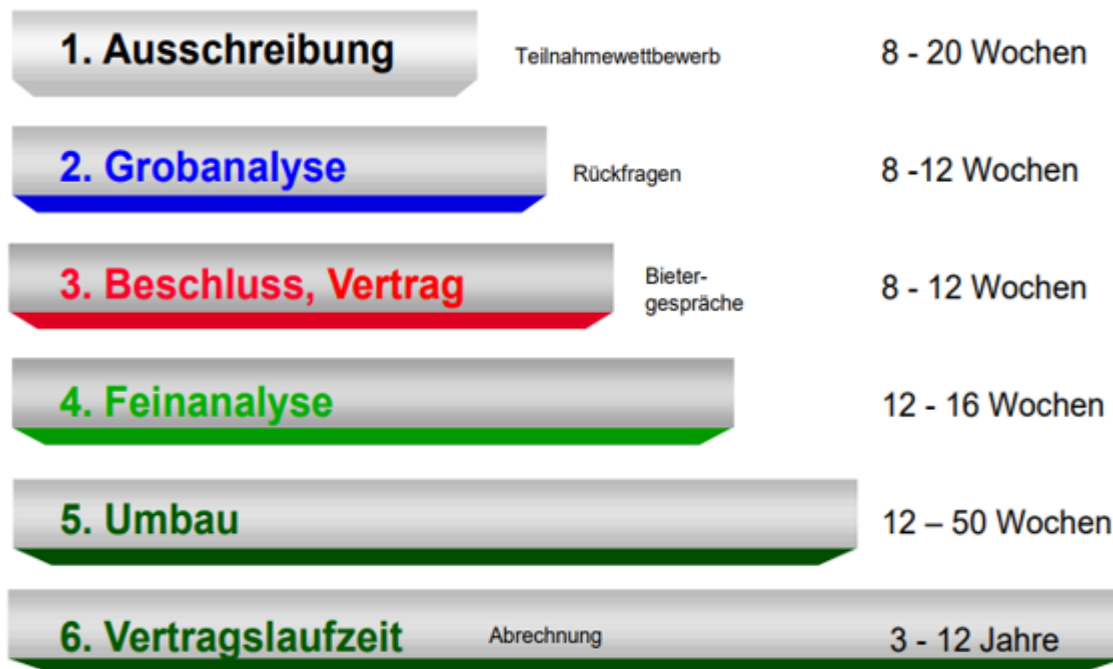 1. Ausschreibung Teilnahmewettbewerb 8 - 20 Wochen
2. Grobanalyse Rückfragen 8 -12 Wochen
3. Beschluss, Vertrag Bieter-
gespräche 8 - 12 Wochen
4. Feinanalyse 12 - 16 Wochen
5. Umbau 12 – 50 Wochen
6. Vertragslaufzeit Abrechnung 3 - 12 Jahre